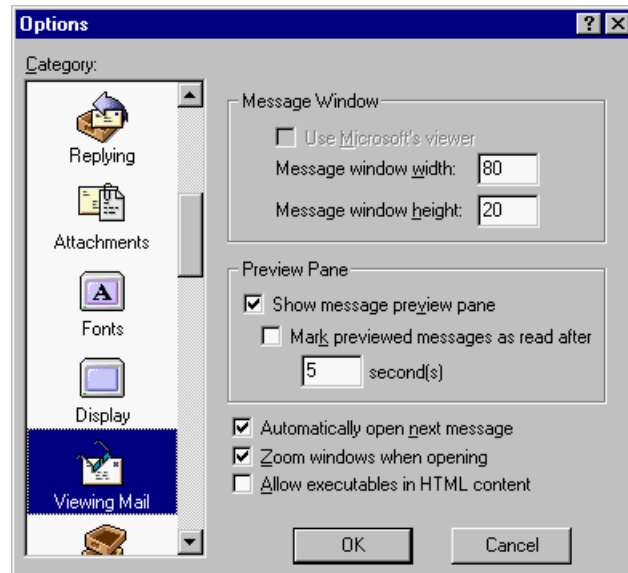 Options
Category:
Replying
Attachments
A
Fonts
Display
Viewing Mail
Message Window
Use Microsoft's viewer
Message window width: 80
Message window height: 20
Preview Pane
Show message preview pane
Mark previewed messages as read after
5 second(s)
Automatically open next message
Zoom windows when opening
Allow executables in HTML content
OK Cancel